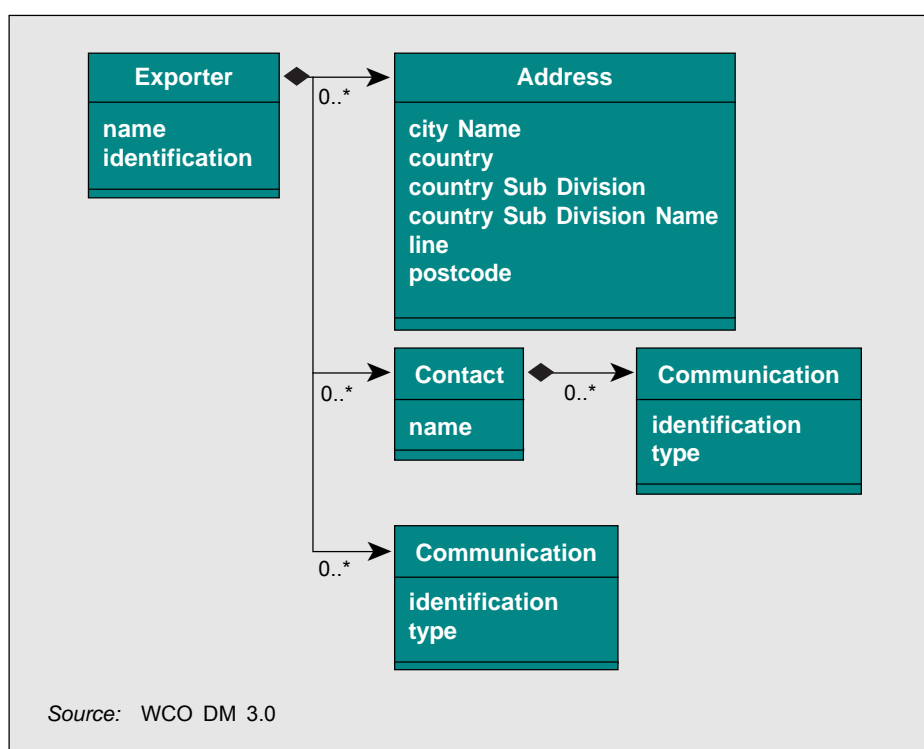 Exporter
name
identification
0..*
Address
city Name
country
country Sub Division
country Sub Division Name
line
postcode
0..*
Contact
name
0..*
Communication
identification
type
0..*
Communication
identification
type
Source: WCO DM 3.0